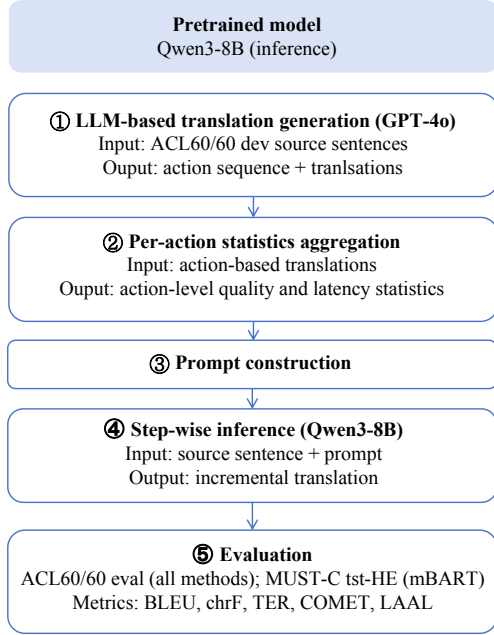 Pretrained model
Qwen3-8B (inference)
① LLM-based translation generation (GPT-4o)
Input: ACL60/60 dev source sentences
Ouput: action sequence + tranlsations
② Per-action statistics aggregation
Input: action-based translations
Ouput: action-level quality and latency statistics
③ Prompt construction
④ Step-wise inference (Qwen3-8B)
Input: source sentence + prompt
Output: incremental translation
⑤ Evaluation
ACL60/60 eval (all methods); MUST-C tst-HE (mBART)
Metrics: BLEU, chrF, TER, COMET, LAAL